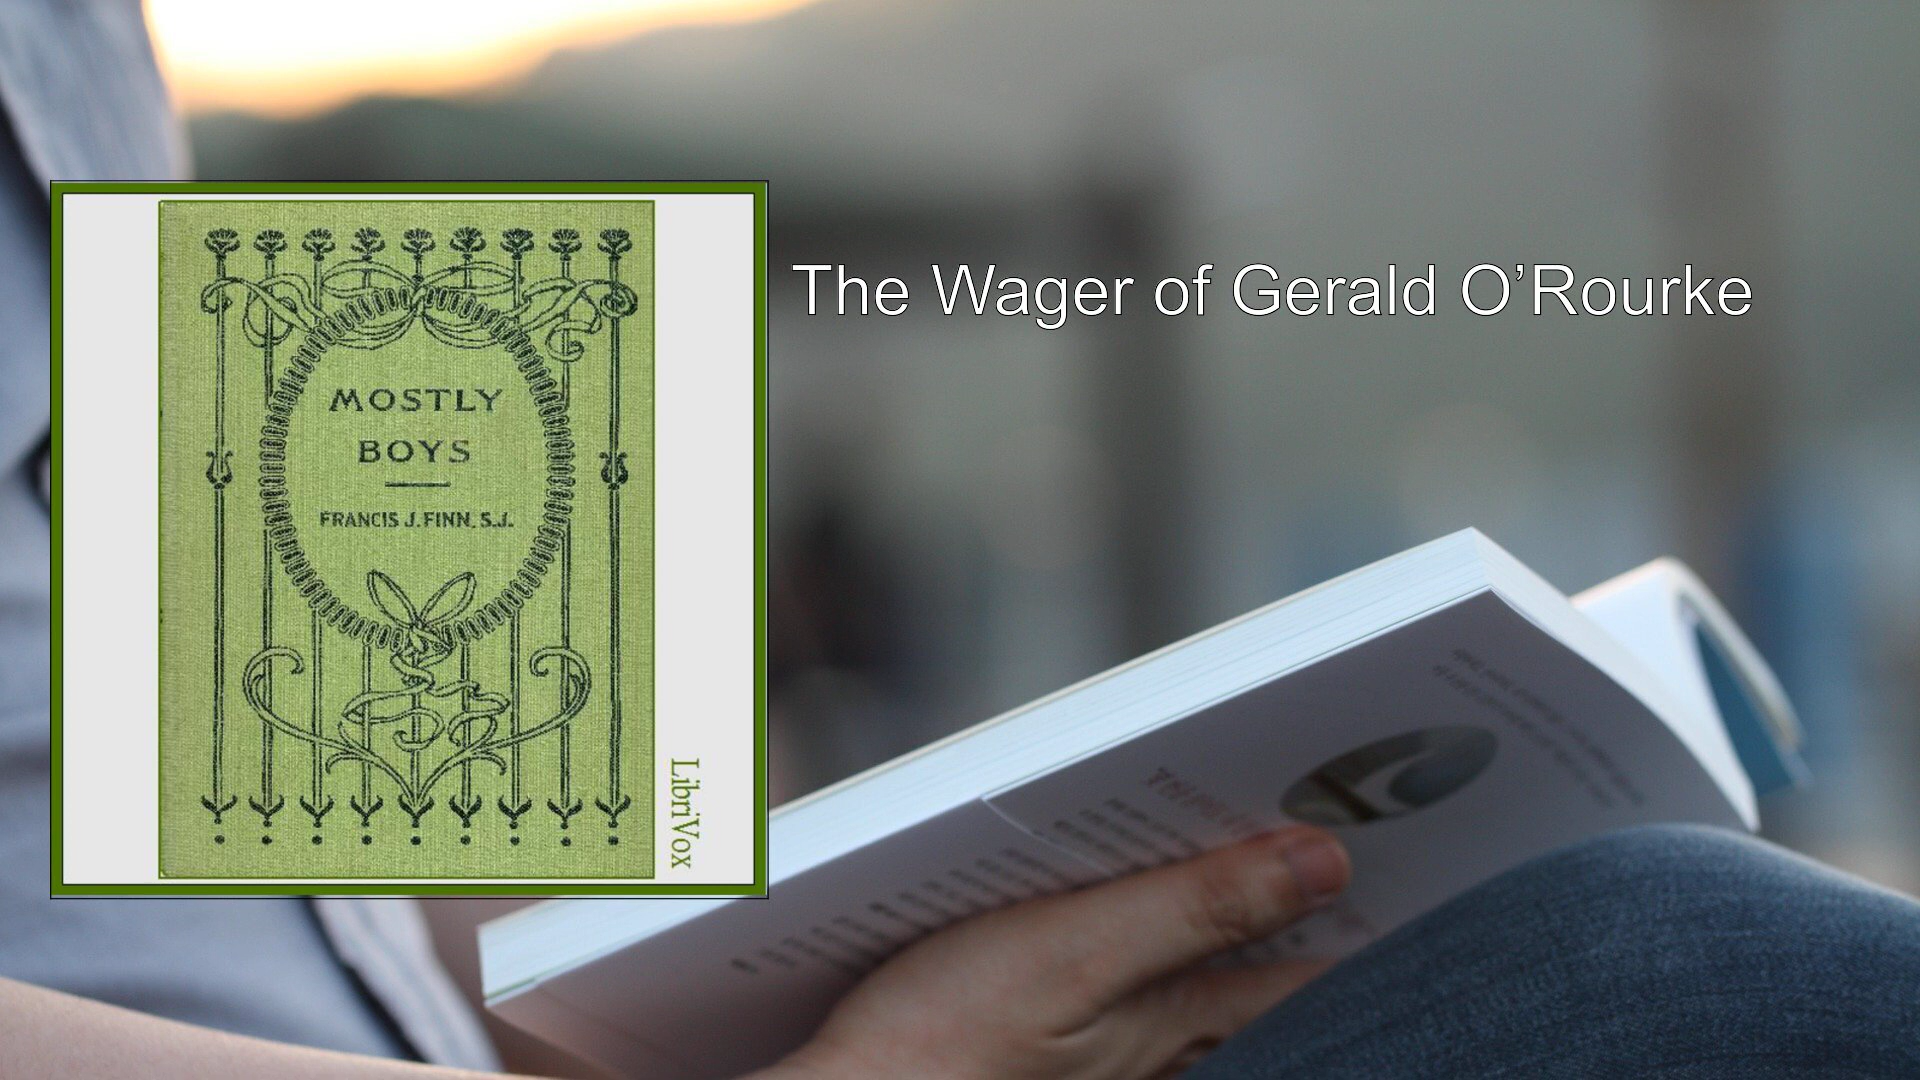 MOSTLY
BOYS
FRANCIS J. FINN, S.J.
LibriVox
The Wager of Gerald O’Rourke